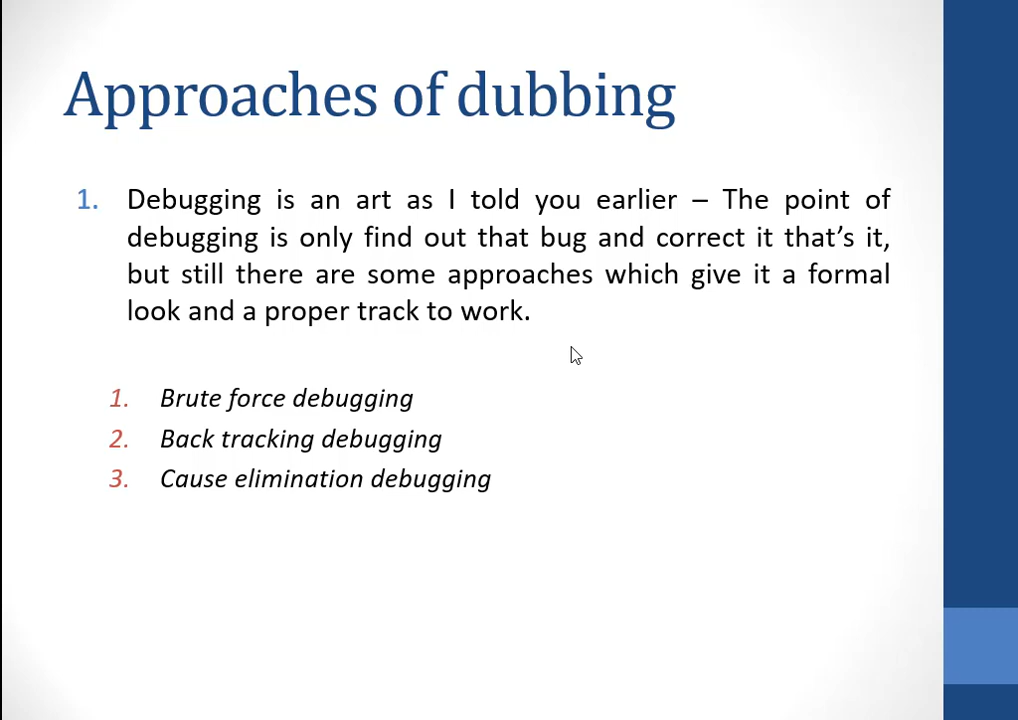 Approaches of dubbing
1. Debugging is an art as I told you earlier – The point of
debugging is only find out that bug and correct it that's it,
but still there are some approaches which give it a formal
look and a proper track to work.
1. Brute force debugging
2. Back tracking debugging
3. Cause elimination debugging